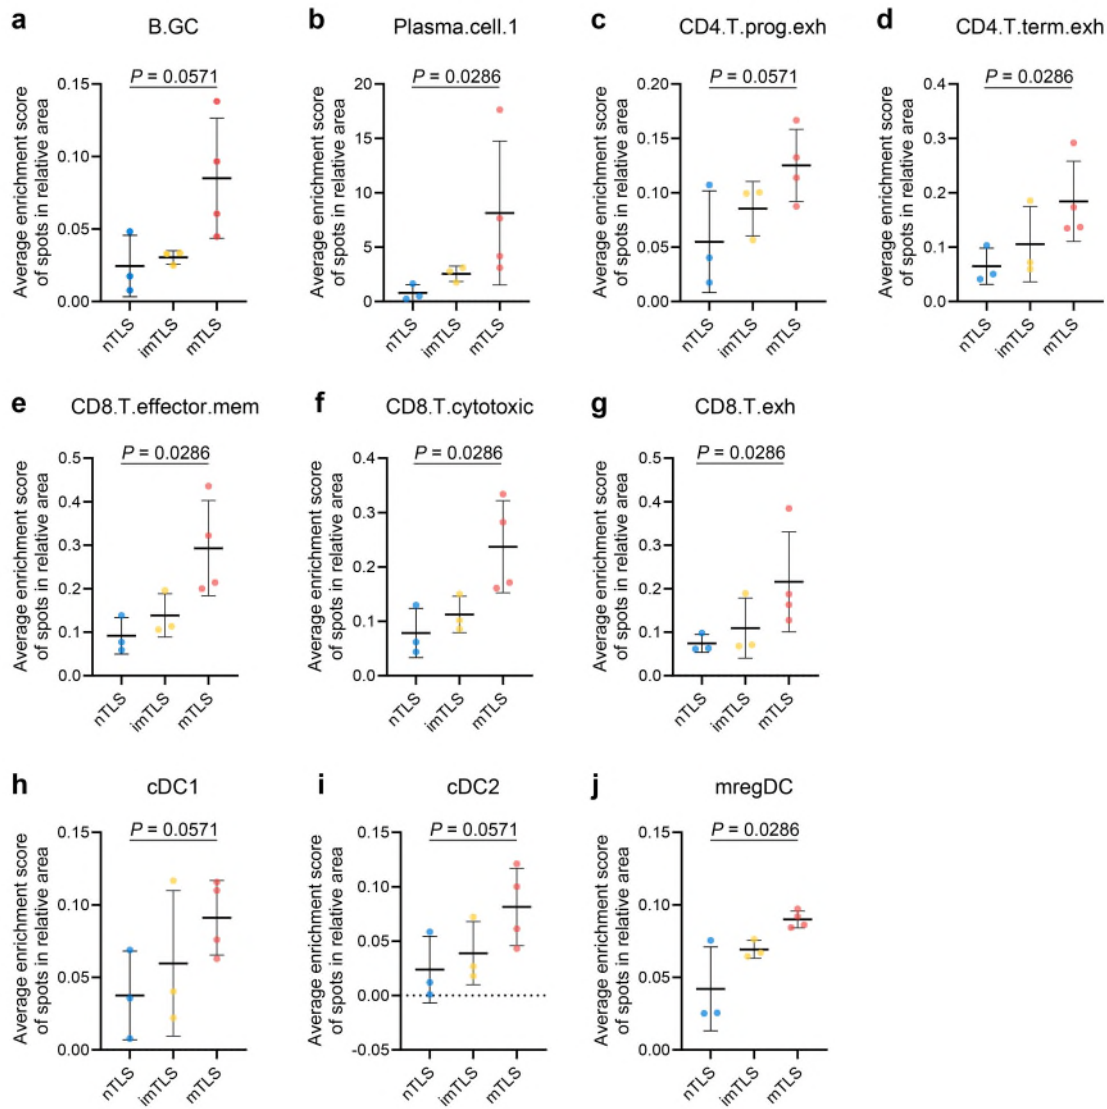 a
B.GC
Average enrichment score
of spots in relative area
P = 0.0571
0.15
0.10
0.05
0.00
nTLS
imTLS
mTLS
b
Plasma.cell.1
Average enrichment score
of spots in relative area
P = 0.0286
20
15
10
5
0
nTLS
imTLS
mTLS
c
CD4.T.prog.exh
Average enrichment score
of spots in relative area
P = 0.0571
0.20
0.15
0.10
0.05
0.00
nTLS
imTLS
mTLS
d
CD4.T.term.exh
Average enrichment score
of spots in relative area
P = 0.0286
0.4
0.3
0.2
0.1
0.0
nTLS
imTLS
mTLS
e
CD8.T.effector.mem
Average enrichment score
of spots in relative area
P = 0.0286
0.5
0.4
0.3
0.2
0.1
0.0
nTLS
imTLS
mTLS
f
CD8.T.cytotoxic
Average enrichment score
of spots in relative area
P = 0.0286
0.4
0.3
0.2
0.1
0.0
nTLS
imTLS
mTLS
g
CD8.T.exh
Average enrichment score
of spots in relative area
P = 0.0286
0.5
0.4
0.3
0.2
0.1
0.0
nTLS
imTLS
mTLS
h
cDC1
Average enrichment score
of spots in relative area
P = 0.0571
0.15
0.10
0.05
0.00
nTLS
imTLS
mTLS
i
cDC2
Average enrichment score
of spots in relative area
P = 0.0571
0.15
0.10
0.05
0.00
-0.05
nTLS
imTLS
mTLS
j
mregDC
Average enrichment score
of spots in relative area
P = 0.0286
0.15
0.10
0.05
0.00
nTLS
imTLS
mTLS